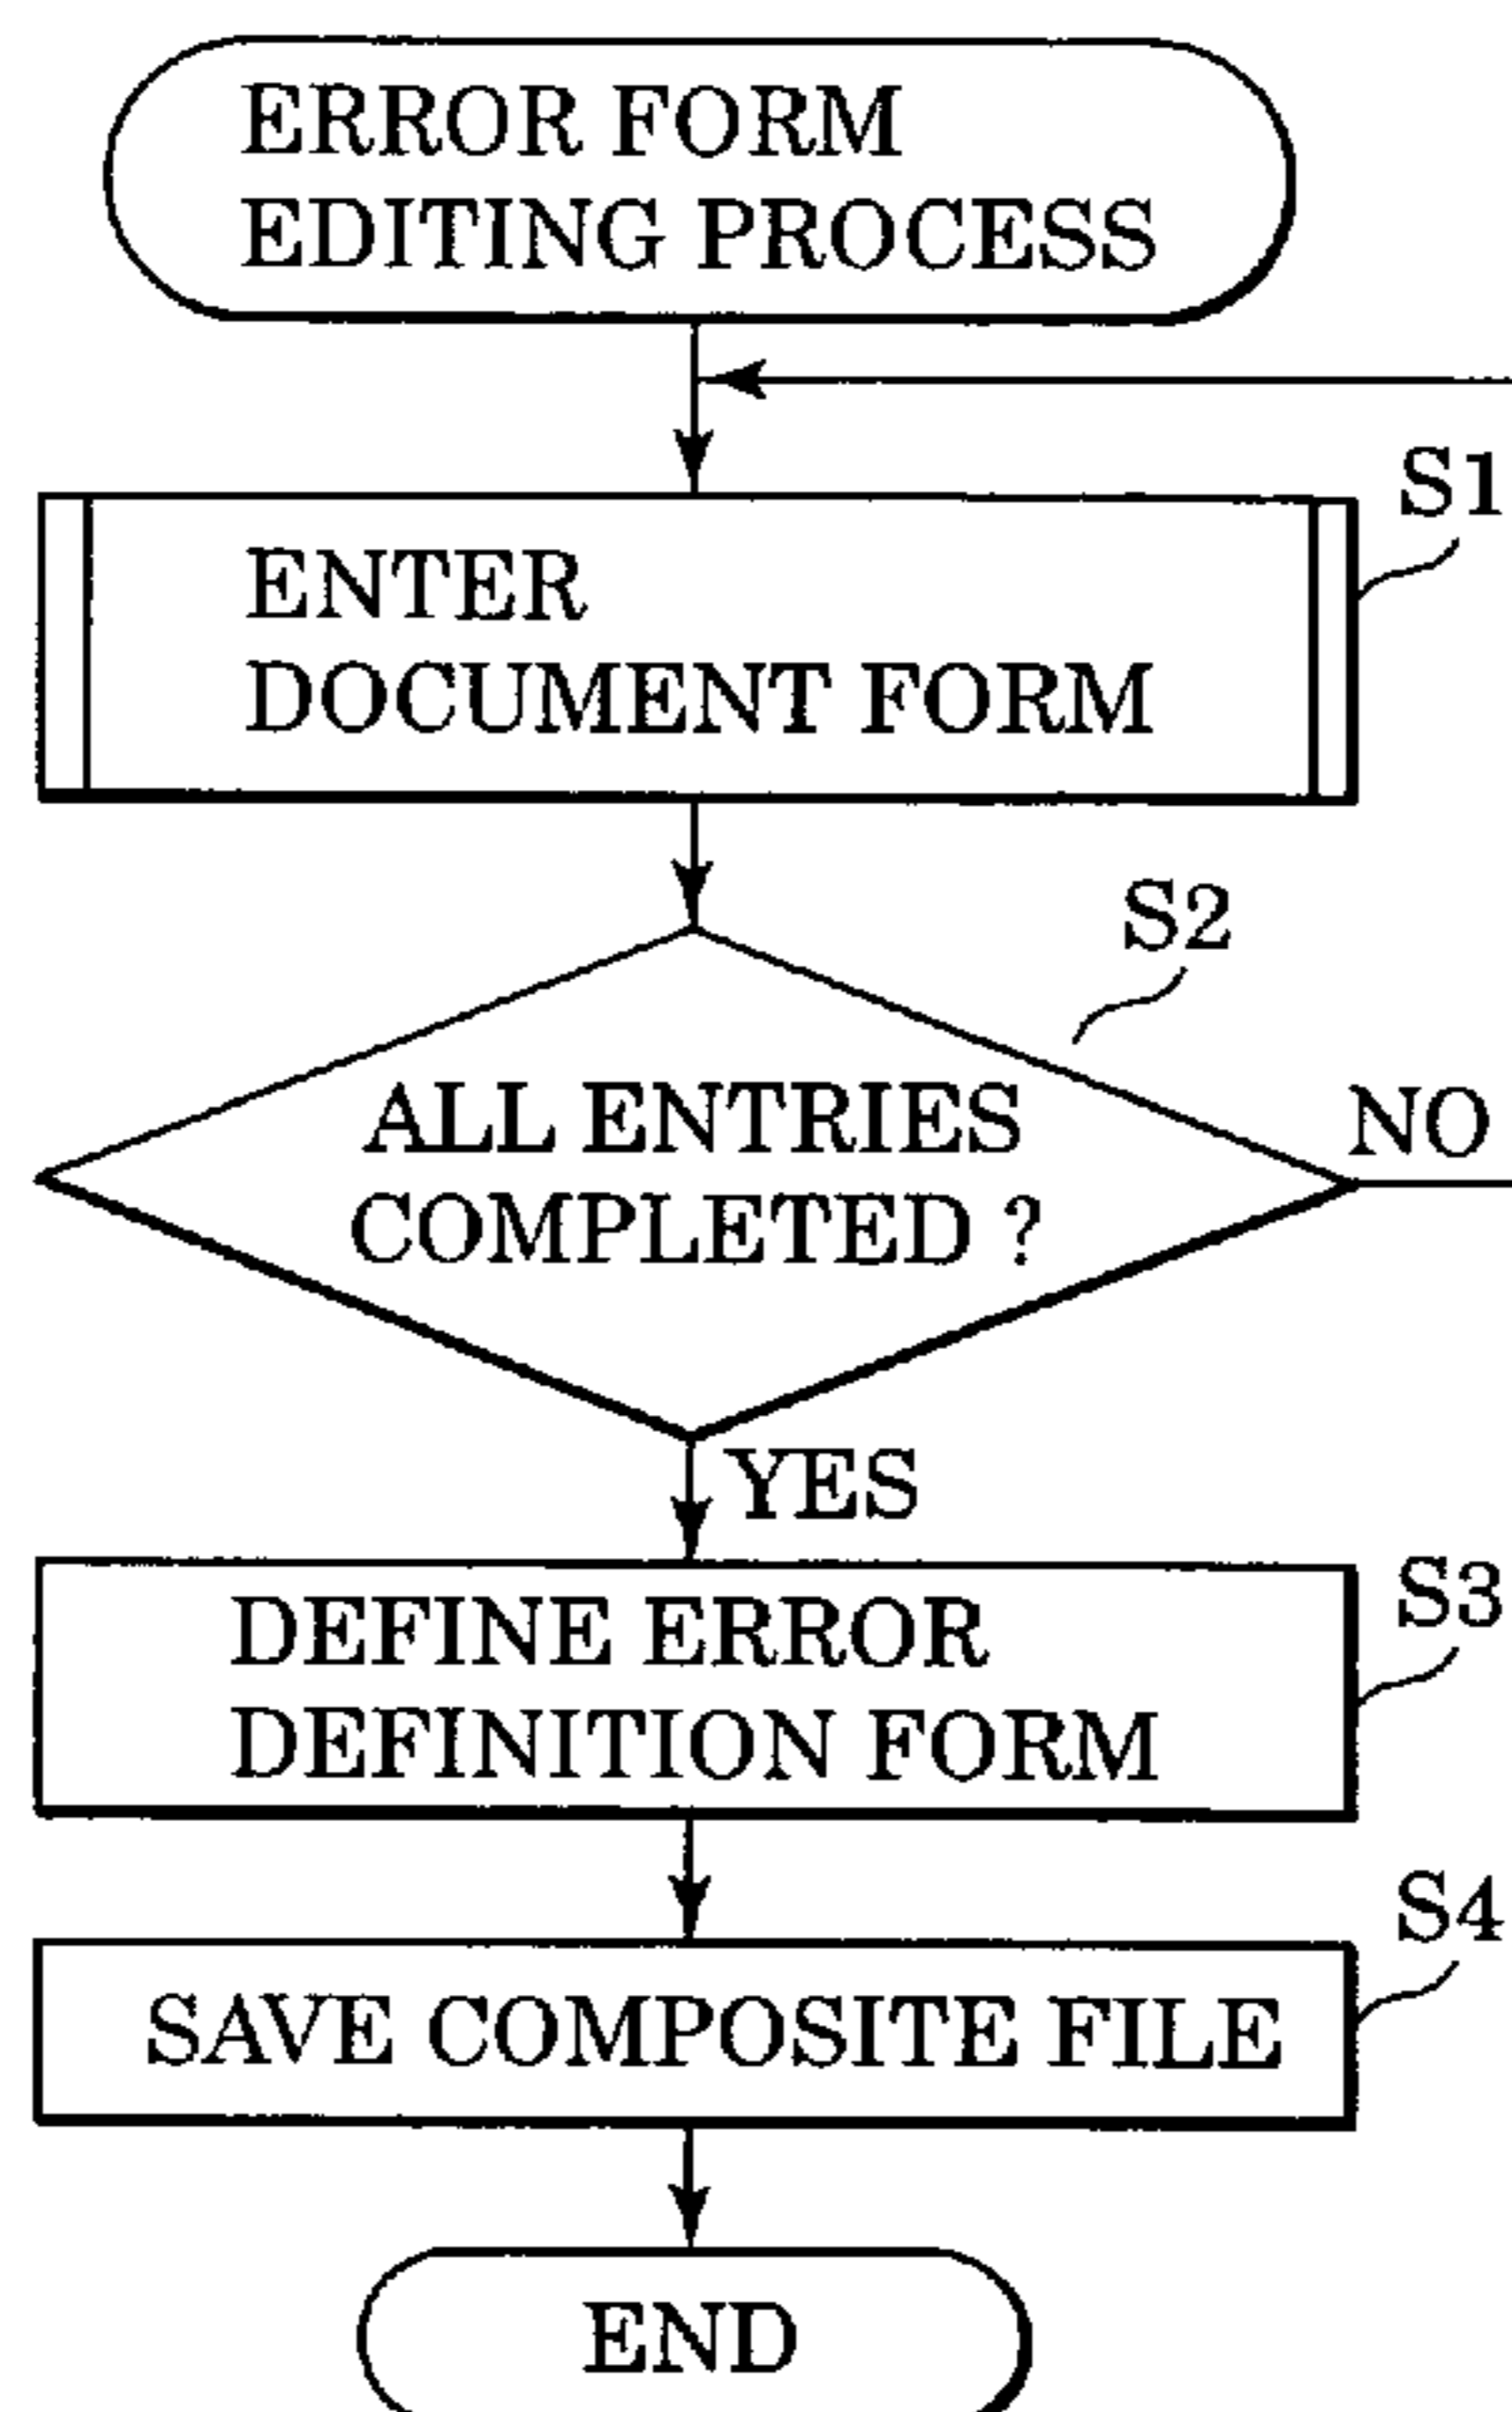 ERROR FORM
EDITING PROCESS
S1
ENTER
DOCUMENT FORM
S2
ALL ENTRIES
COMPLETED ?
NO
YES
S3
DEFINE ERROR
DEFINITION FORM
S4
SAVE COMPOSITE FILE
END